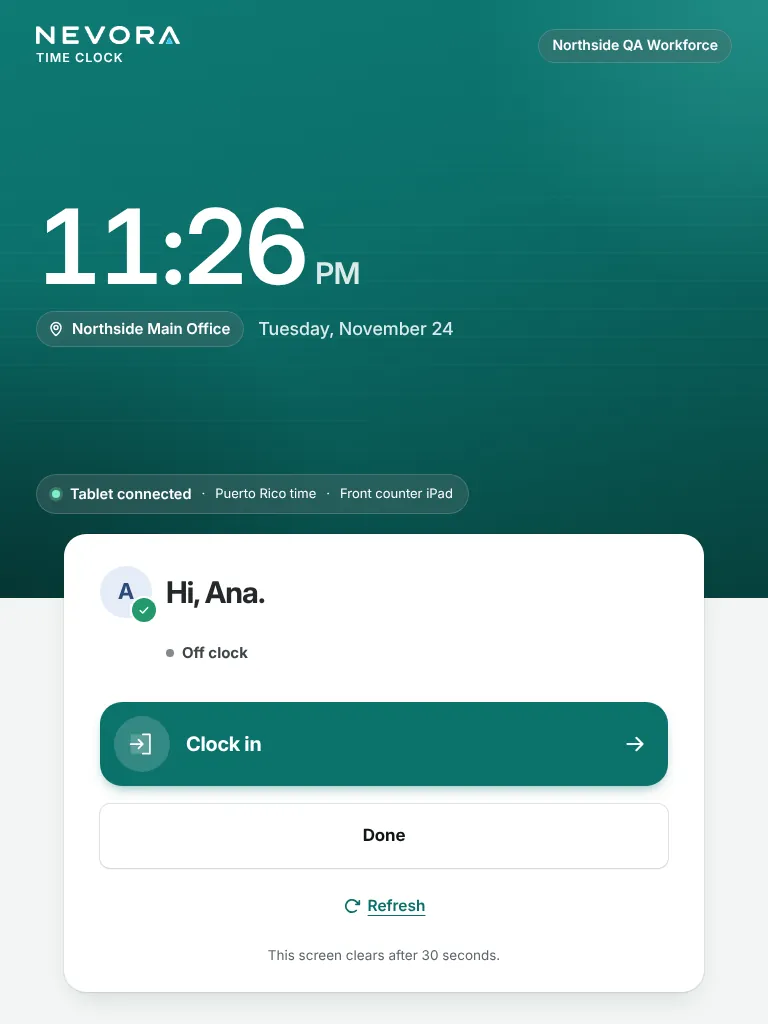 NEVORA
TIME CLOCK
Northside QA Workforce
11:26 PM
Northside Main Office
Tuesday, November 24
Tablet connected · Puerto Rico time · Front counter iPad
A
Hi, Ana.
Off clock
Clock in
Done
Refresh
This screen clears after 30 seconds.